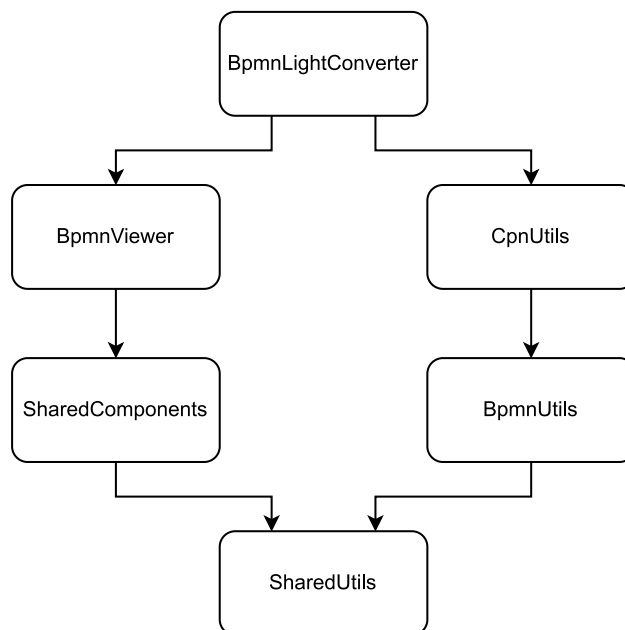 BpmnLightConverter
BpmnViewer
CpnUtils
SharedComponents
BpmnUtils
SharedUtils